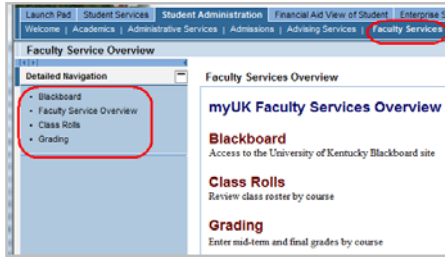 Launch Pad Student Services Student Administration Financial Aid View of Student Enterprise
Welcome | Academics | Administrative Services | Admissions | Advising Services | Faculty Services
Faculty Service Overview
Detailed Navigation
• Blackboard
• Faculty Service Overview
• Class Rolls
• Grading
Faculty Services Overview
myUK Faculty Services Overview
Blackboard
Access to the University of Kentucky Blackboard site
Class Rolls
Review class roster by course
Grading
Enter mid-term and final grades by course